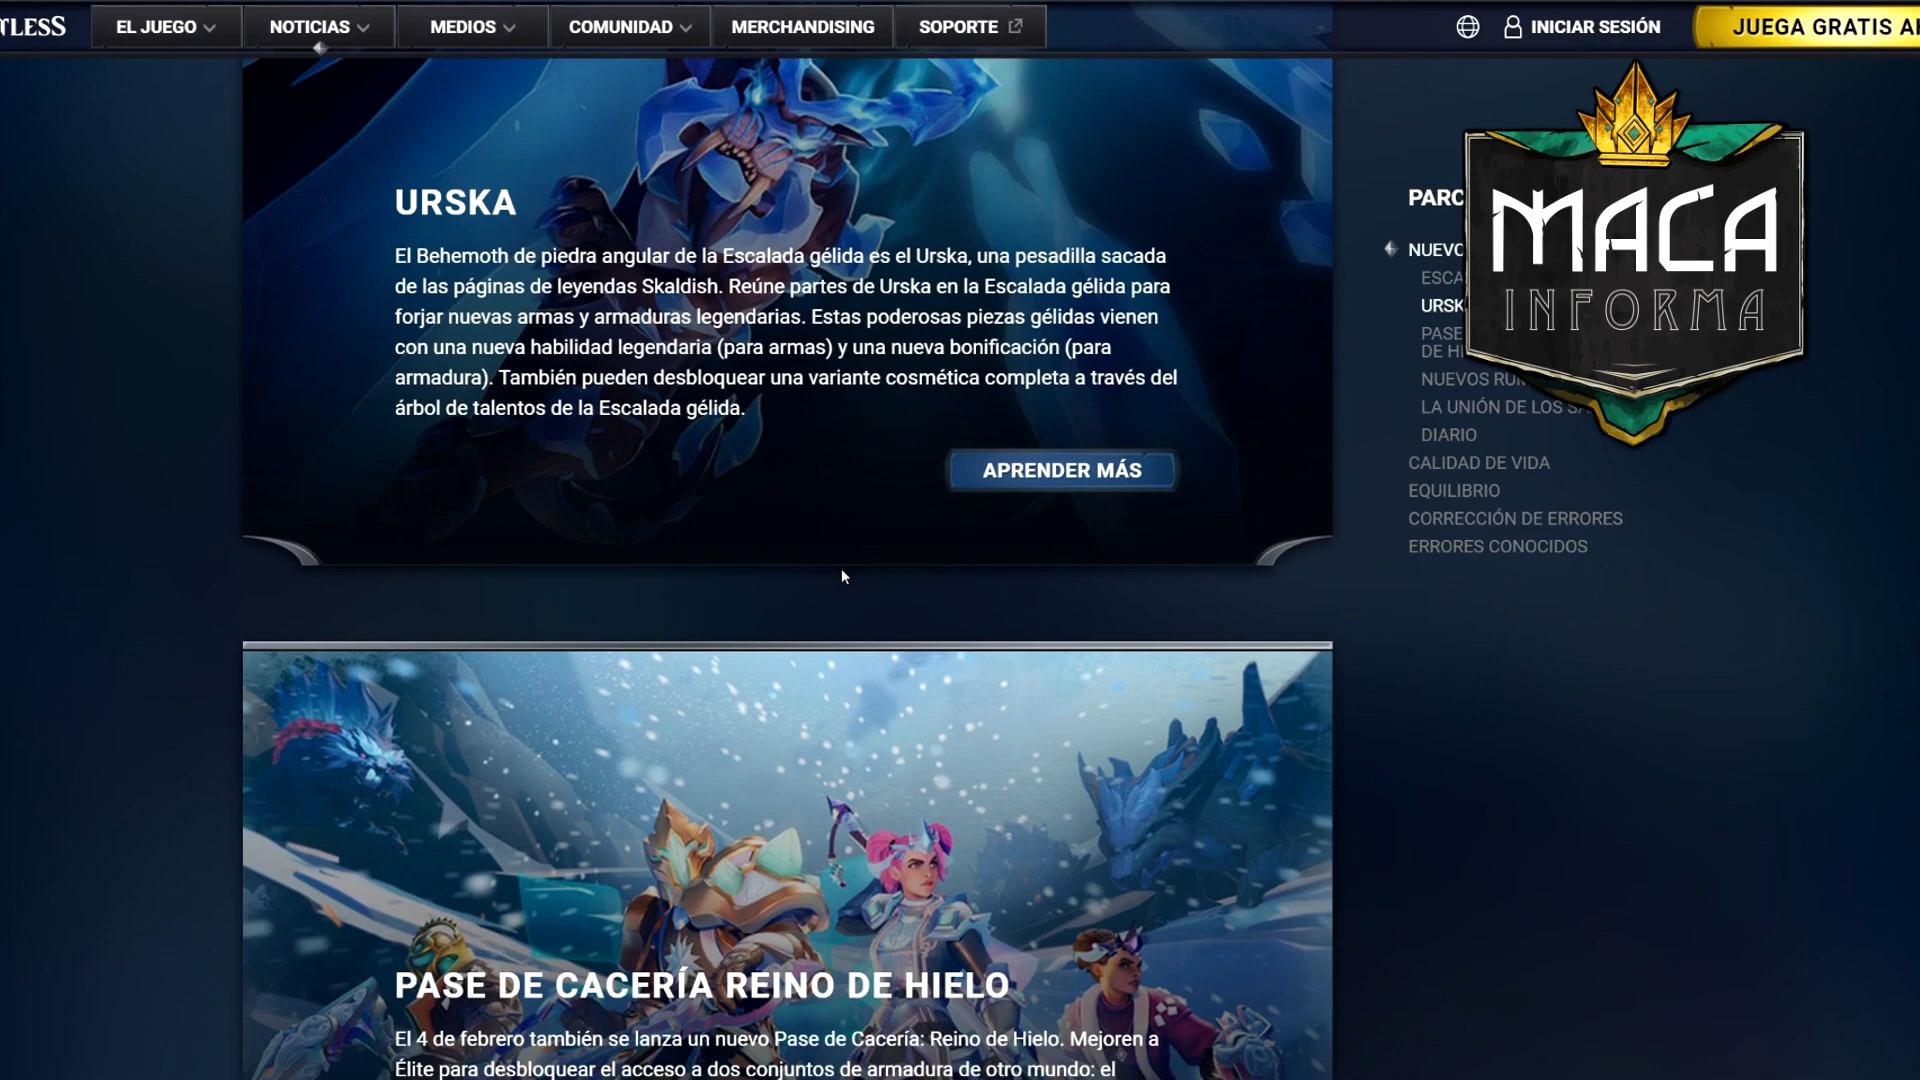 TLESS
EL JUEGO
NOTICIAS
MEDIOS
COMUNIDAD
MERCHANDISING
SOPORTE
INICIAR SESIÓN
JUEGA GRATIS
URSKA
El Behemoth de piedra angular de la Escalada gélida es el Urska, una pesadilla sacada
de las páginas de leyendas Skaldish. Reúne partes de Urska en la Escalada gélida para
forjar nuevas armas y armaduras legendarias. Estas poderosas piezas gélidas vienen
con una nueva habilidad legendaria (para armas) y una nueva bonificación (para
armadura). También pueden desbloquear una variante cosmética completa a través del
árbol de talentos de la Escalada gélida.
APRENDER MÁS
PARC
NUEVO
ESCA
URSK
PASE
DE HI
NUEVOS RUN
LA UNIÓN DE LOS SA
DIARIO
CALIDAD DE VIDA
EQUILIBRIO
CORRECCIÓN DE ERRORES
ERRORES CONOCIDOS
MACA
INFORMA
PASE DE CACERÍA REINO DE HIELO
El 4 de febrero también se lanza un nuevo Pase de Cacería: Reino de Hielo. Mejoren a
Élite para desbloquear el acceso a dos conjuntos de armadura de otro mundo: el